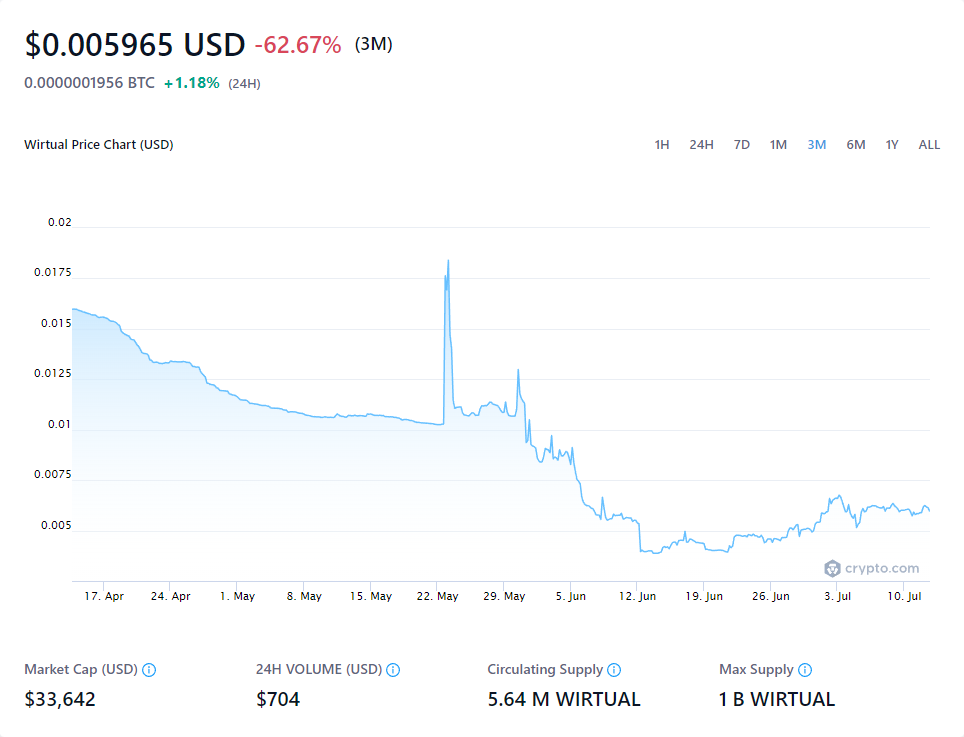 $0.005965 USD -62.67% (3M)
0.0000001956 BTC +1.18% (24H)
Wirtual Price Chart (USD) 1H 24H 7D 1M 3M 6M 1Y ALL
0.02
0.0175
0.015
0.0125
0.01
0.0075
0.005
crypto.com
17. Apr 24. Apr 1. May 8. May 15. May 22. May 29. May 5. Jun 12. Jun 19. Jun 26. Jun 3. Jul 10. Jul
Market Cap (USD) 24H VOLUME (USD) Circulating Supply Max Supply
$33,642 $704 5.64 M WIRTUAL 1 B WIRTUAL